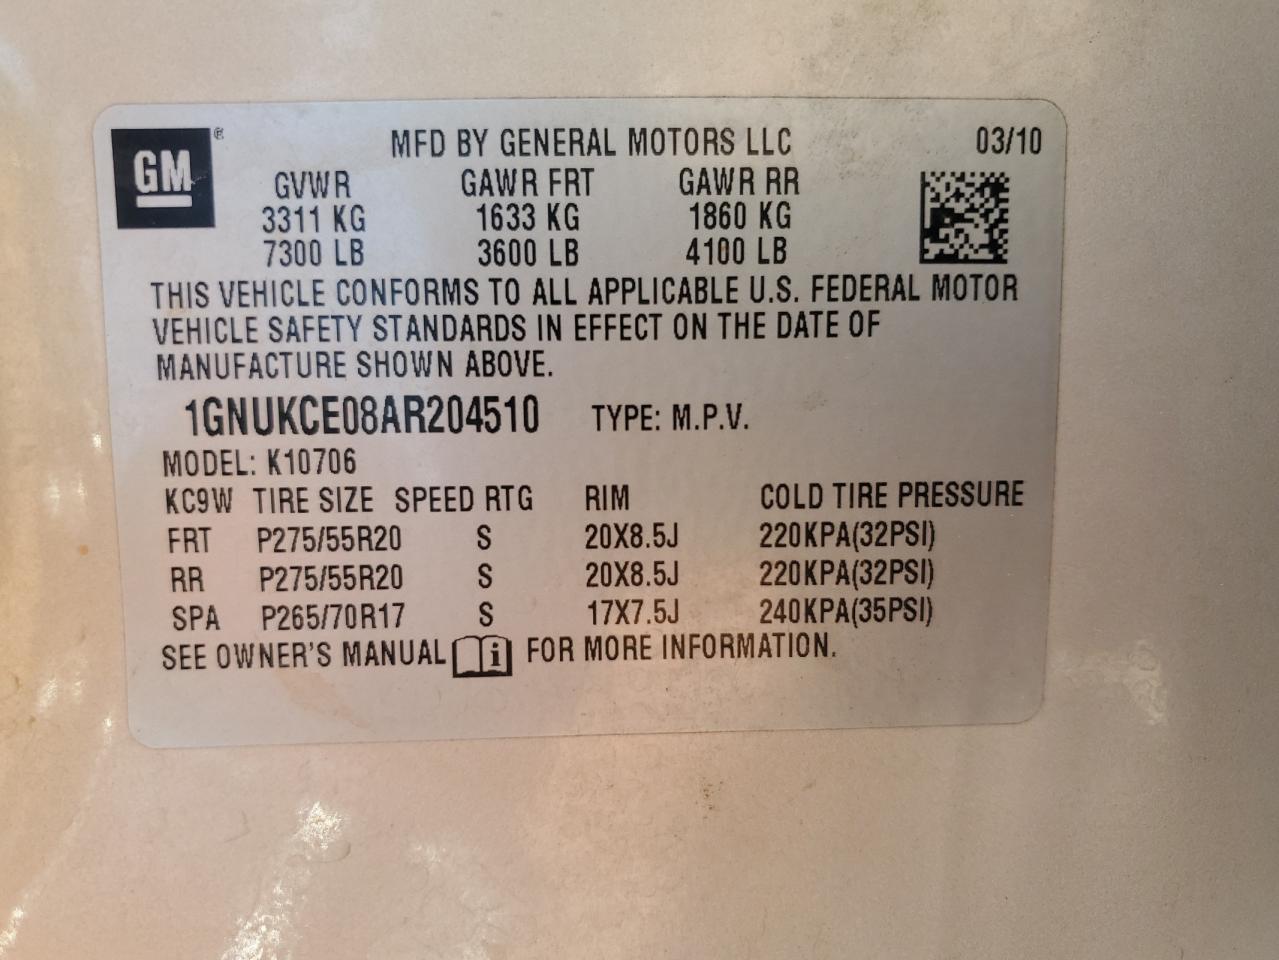 GM ® MFD BY GENERAL MOTORS LLC 03/10
GVWR GAWR FRT GAWR RR
3311 KG 1633 KG 1860 KG
7300 LB 3600 LB 4100 LB
THIS VEHICLE CONFORMS TO ALL APPLICABLE U.S. FEDERAL MOTOR
VEHICLE SAFETY STANDARDS IN EFFECT ON THE DATE OF
MANUFACTURE SHOWN ABOVE.
1GNUKCE08AR204510 TYPE: M.P.V.
MODEL: K10706
KC9W TIRE SIZE SPEED RTG RIM COLD TIRE PRESSURE
FRT P275/55R20 S 20X8.5J 220KPA(32PSI)
RR P275/55R20 S 20X8.5J 220KPA(32PSI)
SPA P265/70R17 S 17X7.5J 240KPA(35PSI)
SEE OWNER'S MANUAL i FOR MORE INFORMATION.